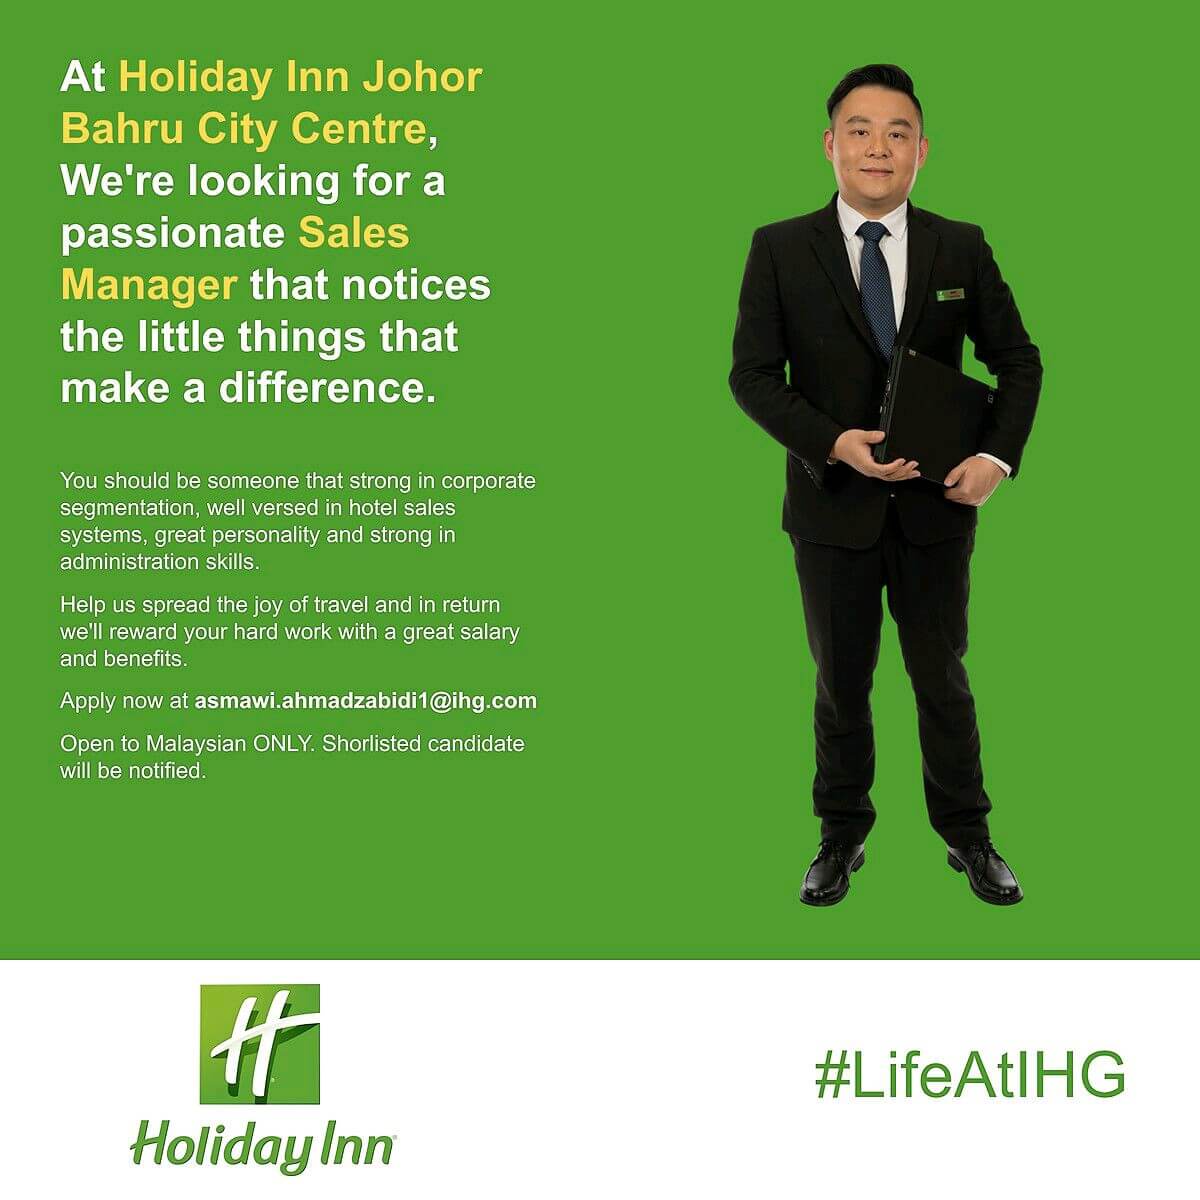 At Holiday Inn Johor
Bahru City Centre,
We're looking for a
passionate Sales
Manager that notices
the little things that
make a difference.
You should be someone that strong in corporate
segmentation, well versed in hotel sales
systems, great personality and strong in
administration skills.
Help us spread the joy of travel and in return
we'll reward your hard work with a great salary
and benefits.
Apply now at asmawi.ahmadzabidi1@ihg.com
Open to Malaysian ONLY. Shorlisted candidate
will be notified.
H
Holiday Inn
#LifeAtIHG